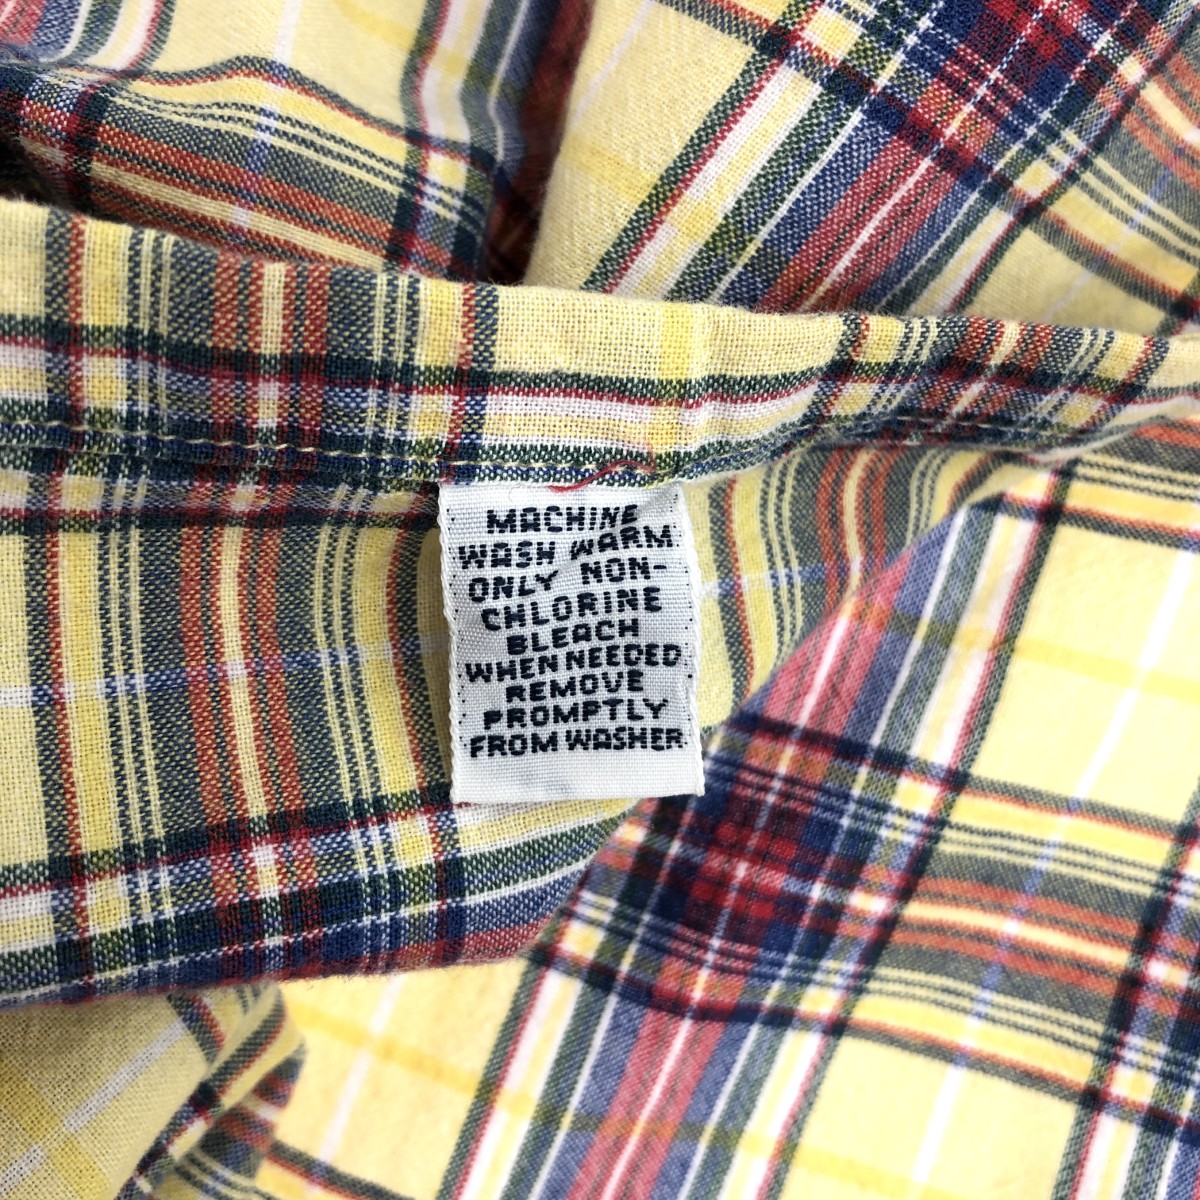 MACHINE
WASH WARM
ONLY NON-
CHLORINE
BLEACH
WHEN NEEDED
REMOVE
PROMPTLY
FROM WASHER